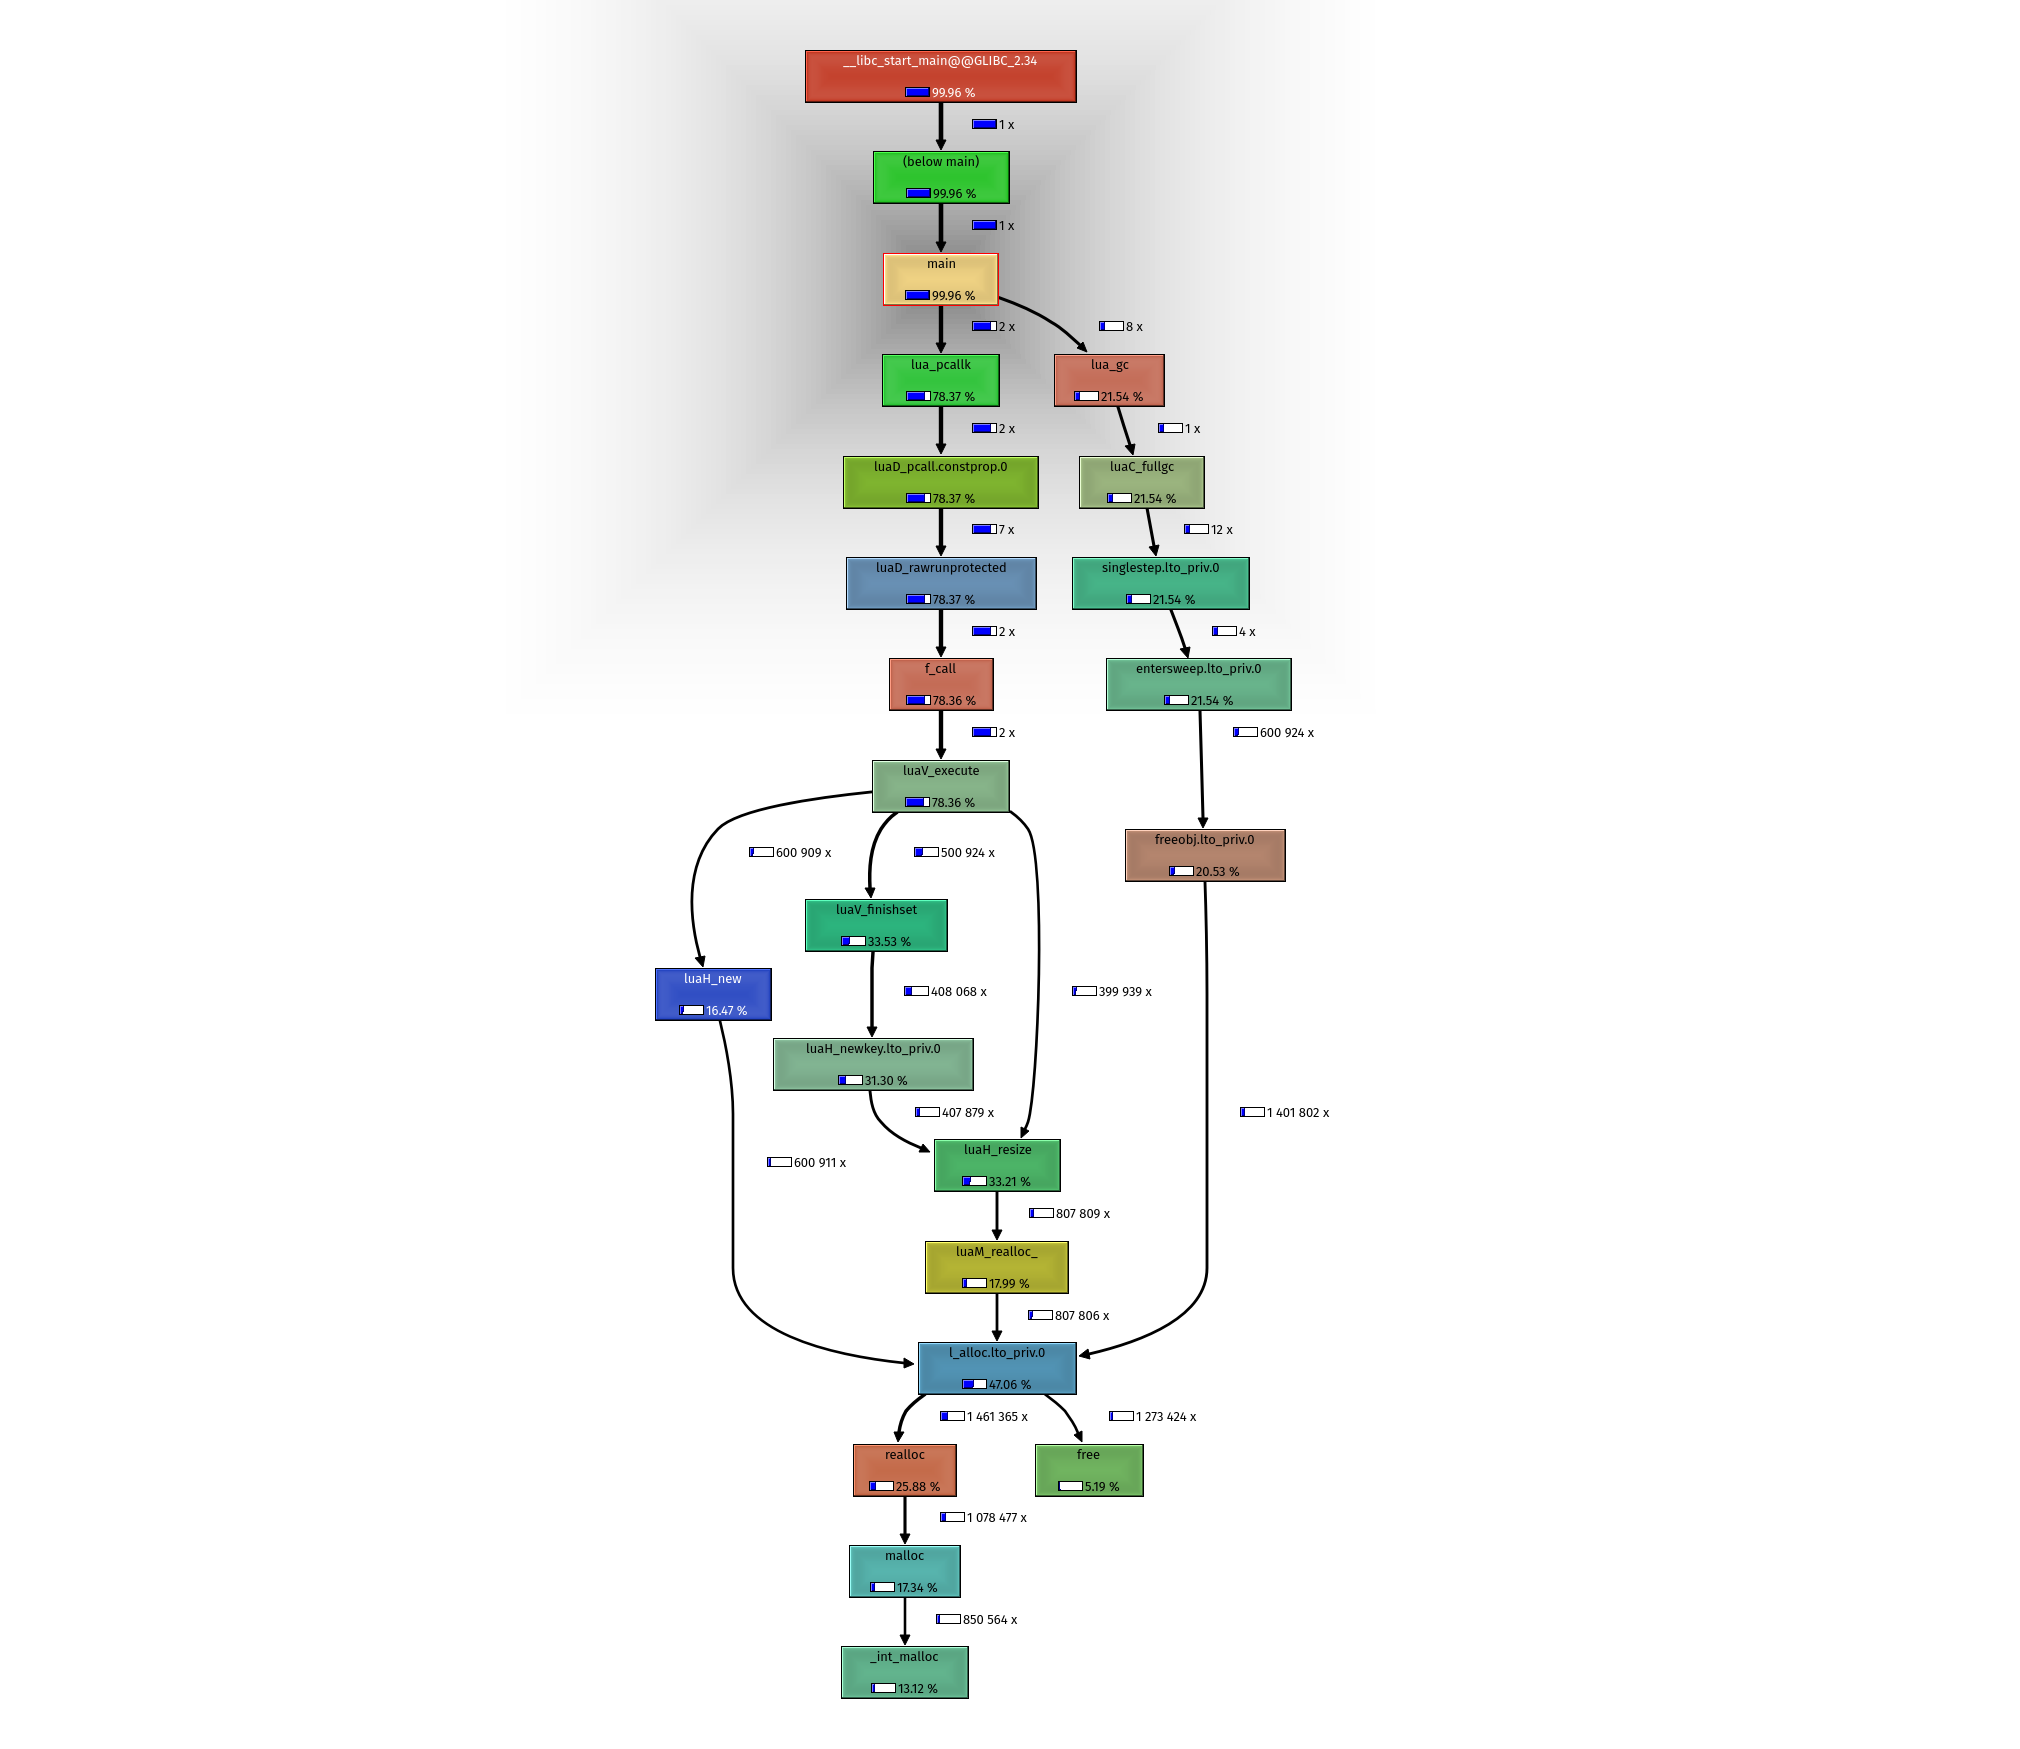 __libc_start_main@@GLIBC_2.34
99.96 %
1 x
(below main)
99.96 %
1 x
main
99.96 %
2 x
8 x
lua_pcallk
78.37 %
lua_gc
21.54 %
2 x
1 x
luaD_pcall.constprop.0
78.37 %
luaC_fullgc
21.54 %
7 x
12 x
luaD_rawrunprotected
78.37 %
singlestep.lto_priv.0
21.54 %
2 x
4 x
f_call
78.36 %
entersweep.lto_priv.0
21.54 %
2 x
600 924 x
luaV_execute
78.36 %
freeobj.lto_priv.0
20.53 %
600 909 x
500 924 x
luaV_finishset
33.53 %
luaH_new
16.47 %
408 068 x
399 939 x
luaH_newkey.lto_priv.0
31.30 %
407 879 x
1 401 802 x
luaH_resize
33.21 %
600 911 x
807 809 x
luaM_realloc_
17.99 %
807 806 x
l_alloc.lto_priv.0
47.06 %
1 461 365 x
1 273 424 x
realloc
25.88 %
free
5.19 %
1 078 477 x
malloc
17.34 %
850 564 x
_int_malloc
13.12 %